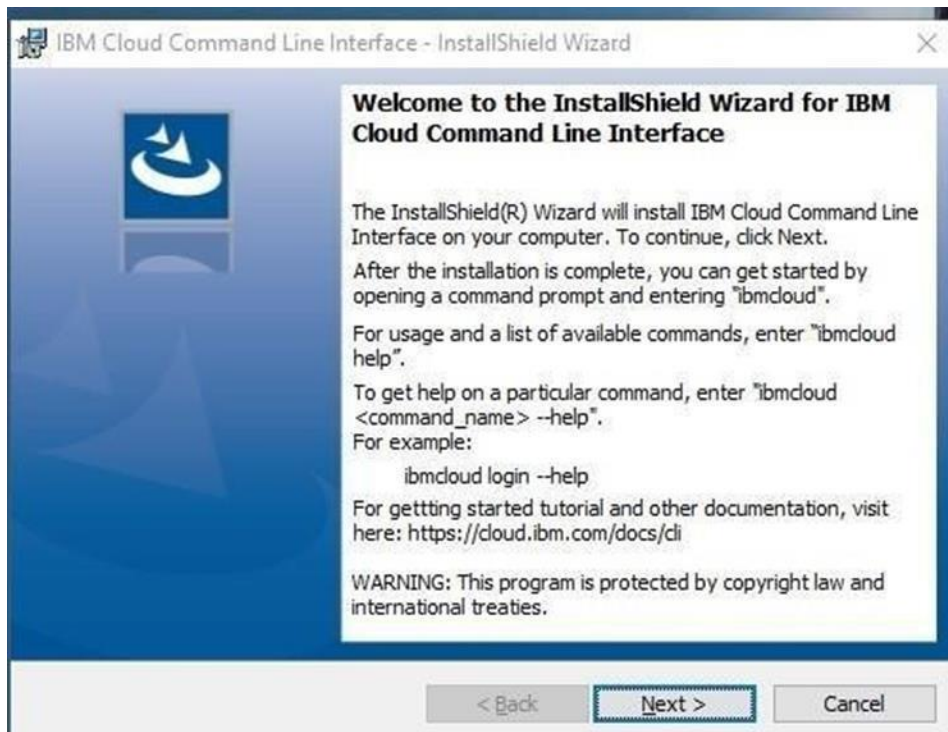 IBM Cloud Command Line Interface - InstallShield Wizard
Welcome to the InstallShield Wizard for IBM
Cloud Command Line Interface
The InstallShield(R) Wizard will install IBM Cloud Command Line
Interface on your computer. To continue, click Next.
After the installation is complete, you can get started by
opening a command prompt and entering "ibmcloud".
For usage and a list of available commands, enter "ibmcloud
help".
To get help on a particular command, enter "ibmcloud
<command_name> --help".
For example:
ibmcloud login --help
For gettting started tutorial and other documentation, visit
here: https://cloud.ibm.com/docs/cli
WARNING: This program is protected by copyright law and
international treaties.
< Back
Next >
Cancel